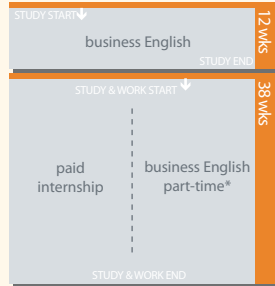 STUDY START
12 wks
business English
STUDY END
STUDY & WORK START
38 wks
paid
internship
business English
part-time*
STUDY & WORK END